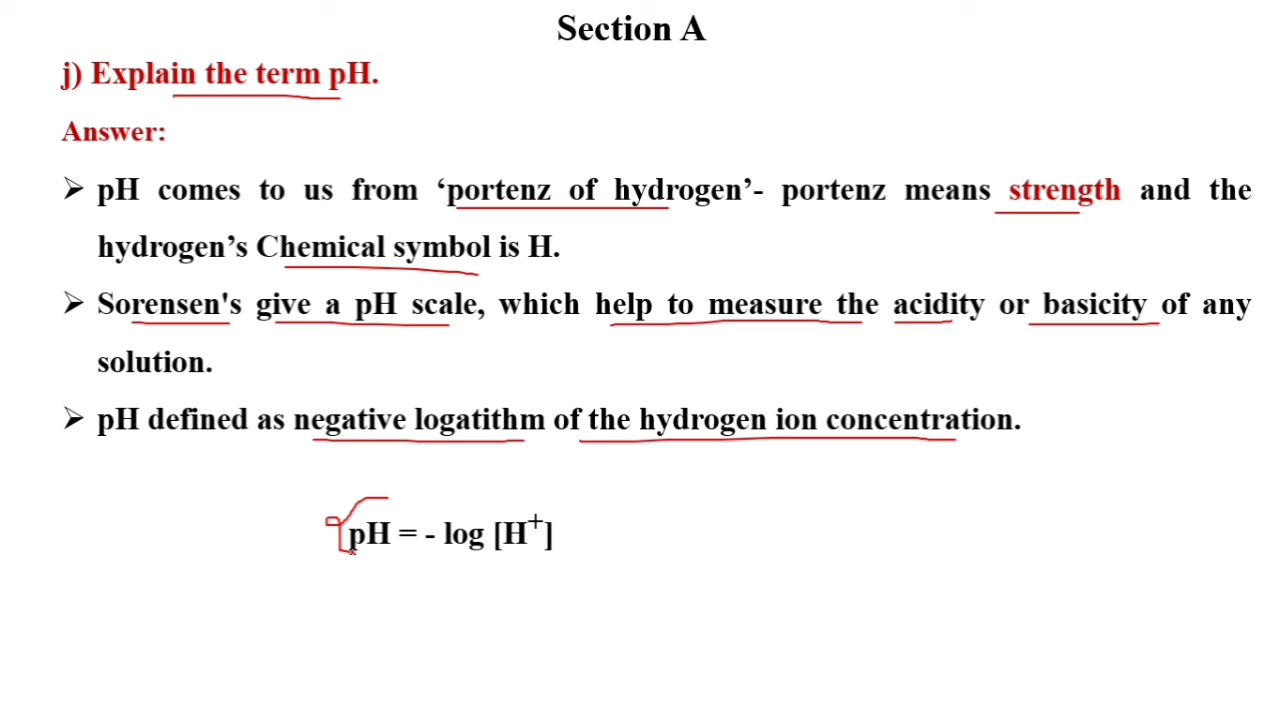 Section A
j) Explain the term pH.
Answer:
➢ pH comes to us from ‘portenz of hydrogen’- portenz means strength and the
hydrogen’s Chemical symbol is H.
➢ Sorensen's give a pH scale, which help to measure the acidity or basicity of any
solution.
➢ pH defined as negative logatithm of the hydrogen ion concentration.
pH = - log [H⁺]